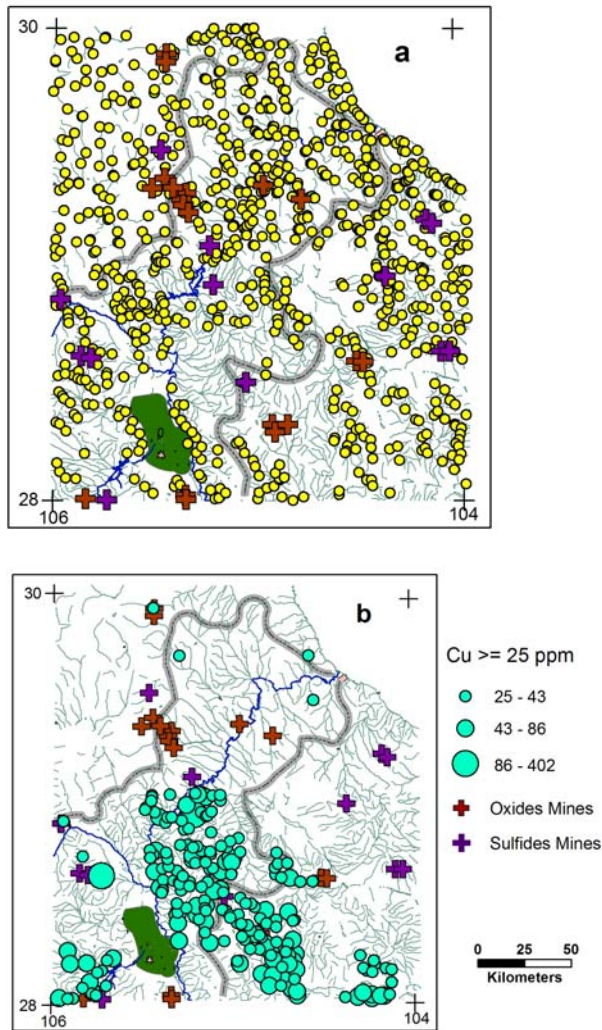 30
a
28
106
104
30
b
28
106
104
Cu >= 25 ppm
25 - 43
43 - 86
86 - 402
Oxides Mines
Sulfides Mines
0 25 50
Kilometers